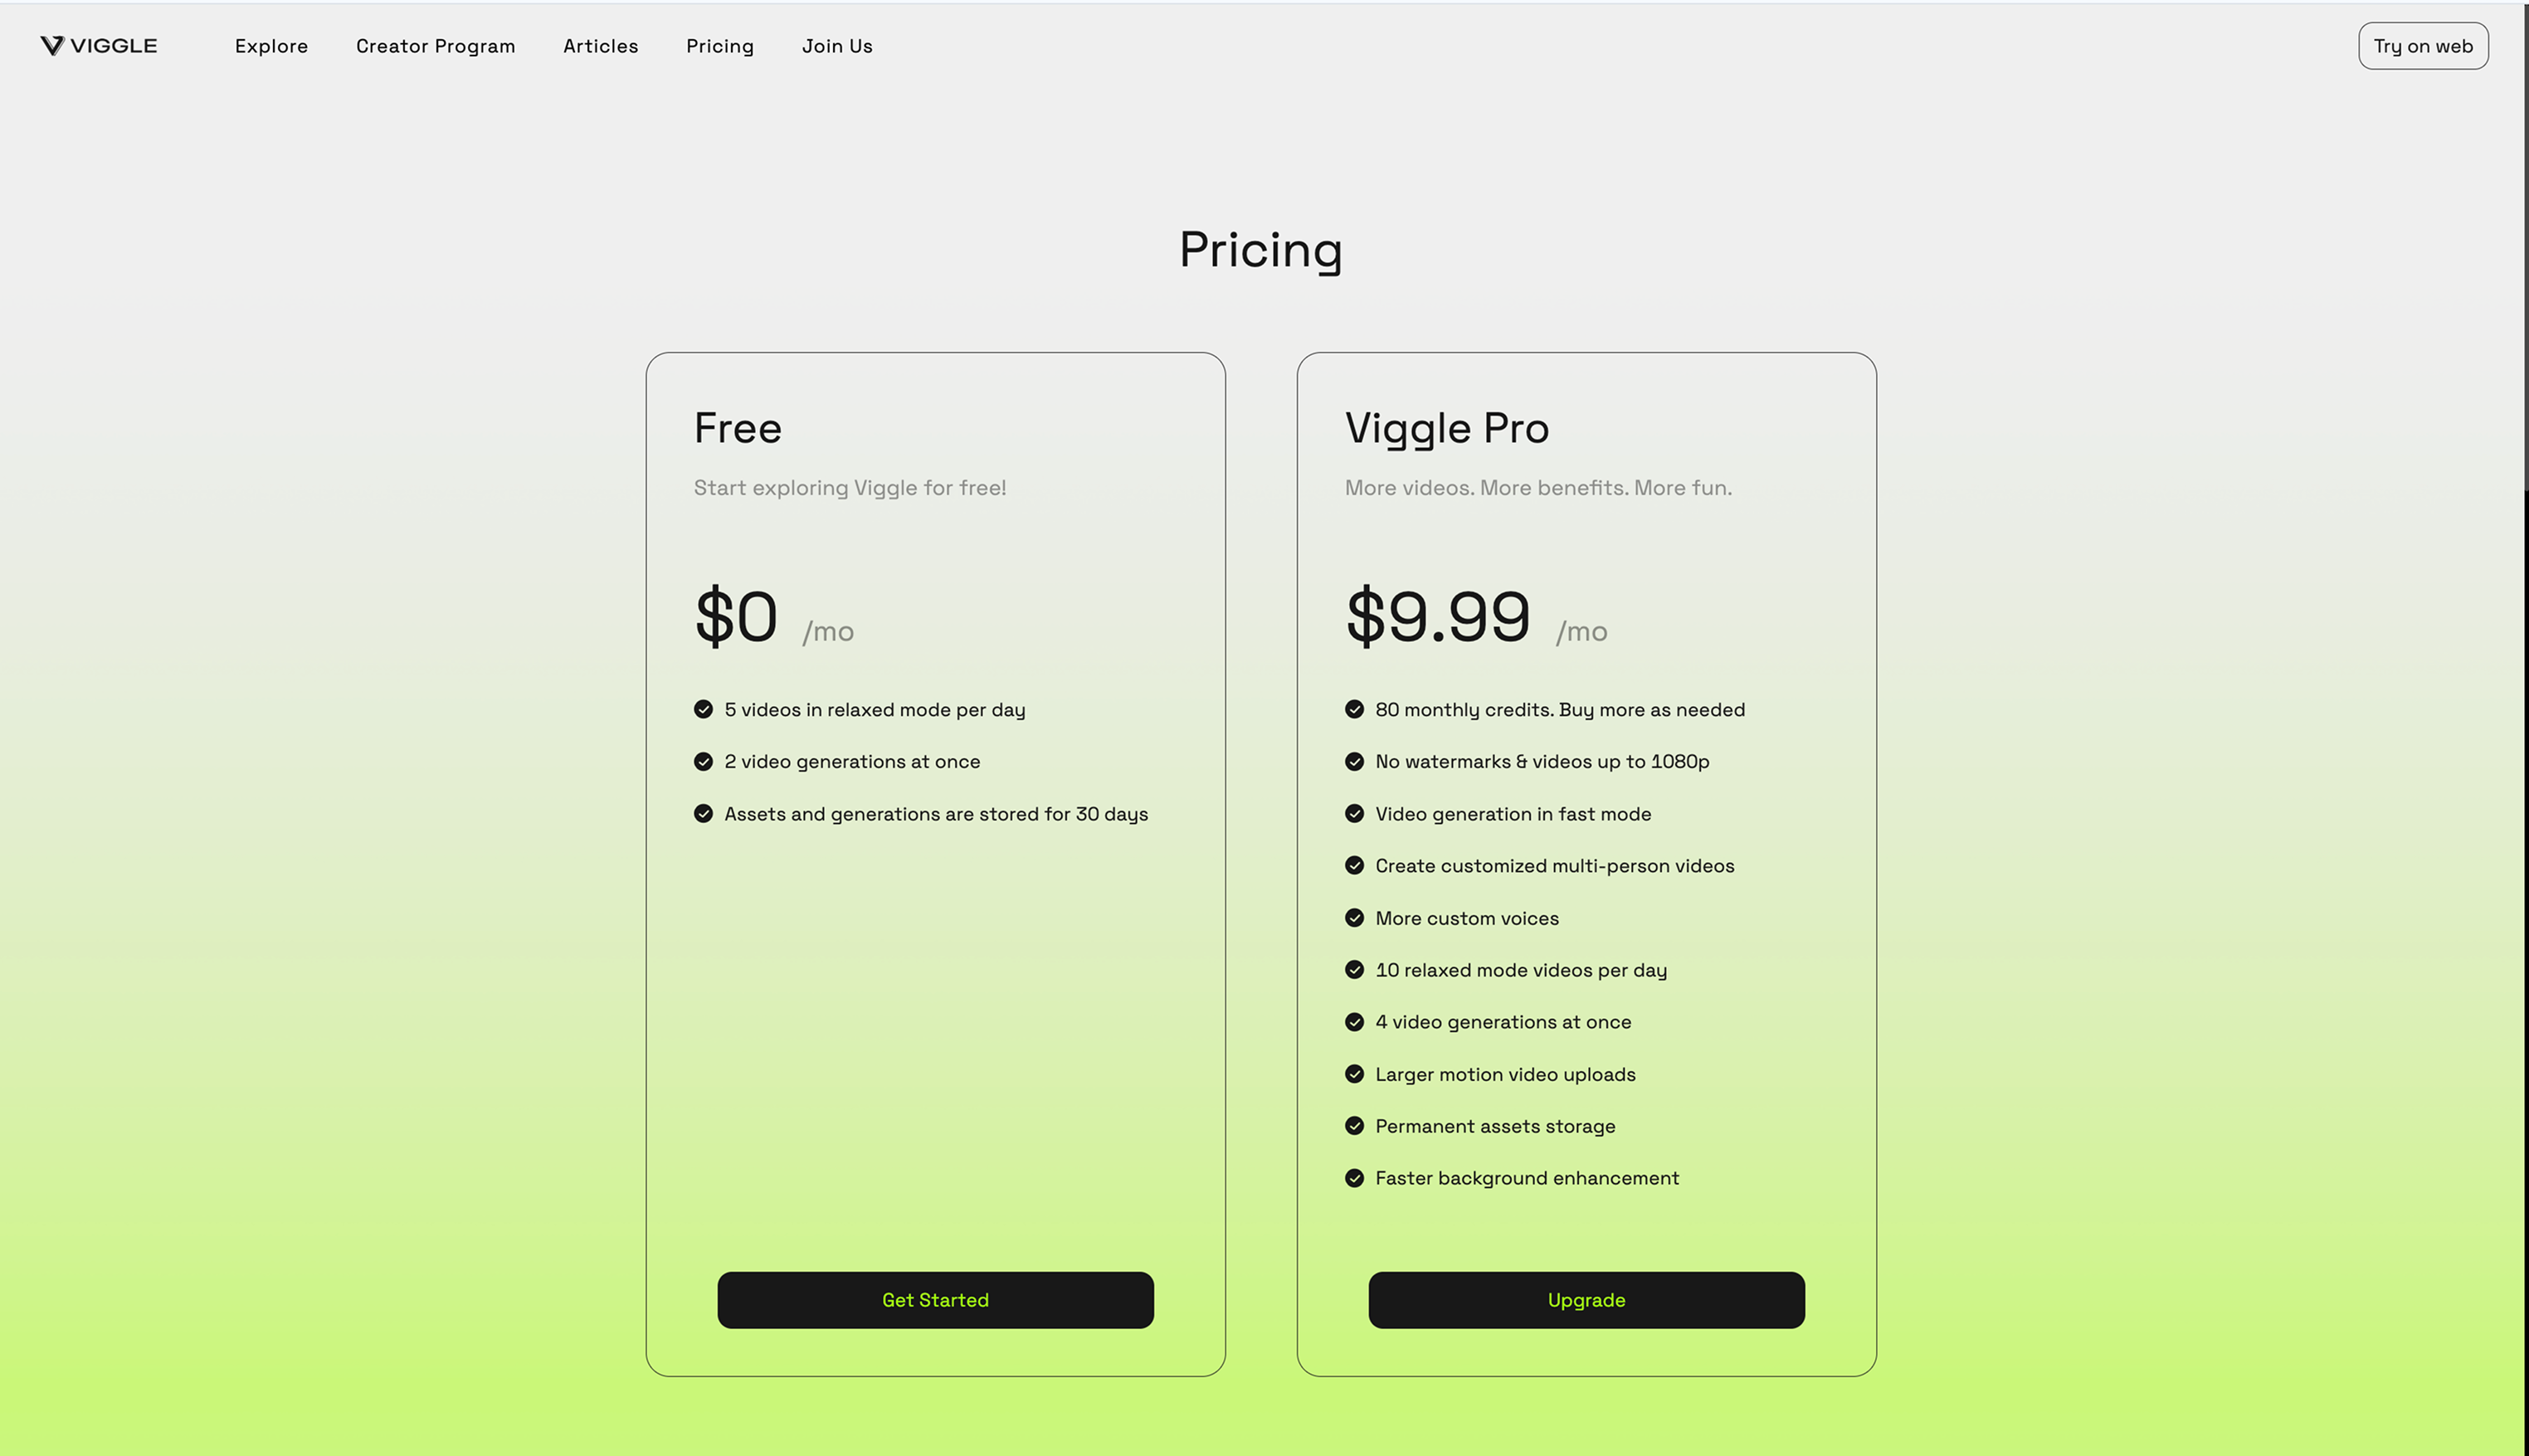 VIGGLE Explore Creator Program Articles Pricing Join Us Try on web
Pricing
Free
Start exploring Viggle for free!
$0 /mo
5 videos in relaxed mode per day
2 video generations at once
Assets and generations are stored for 30 days
Get Started
Viggle Pro
More videos. More benefits. More fun.
$9.99 /mo
80 monthly credits. Buy more as needed
No watermarks & videos up to 1080p
Video generation in fast mode
Create customized multi-person videos
More custom voices
10 relaxed mode videos per day
4 video generations at once
Larger motion video uploads
Permanent assets storage
Faster background enhancement
Upgrade